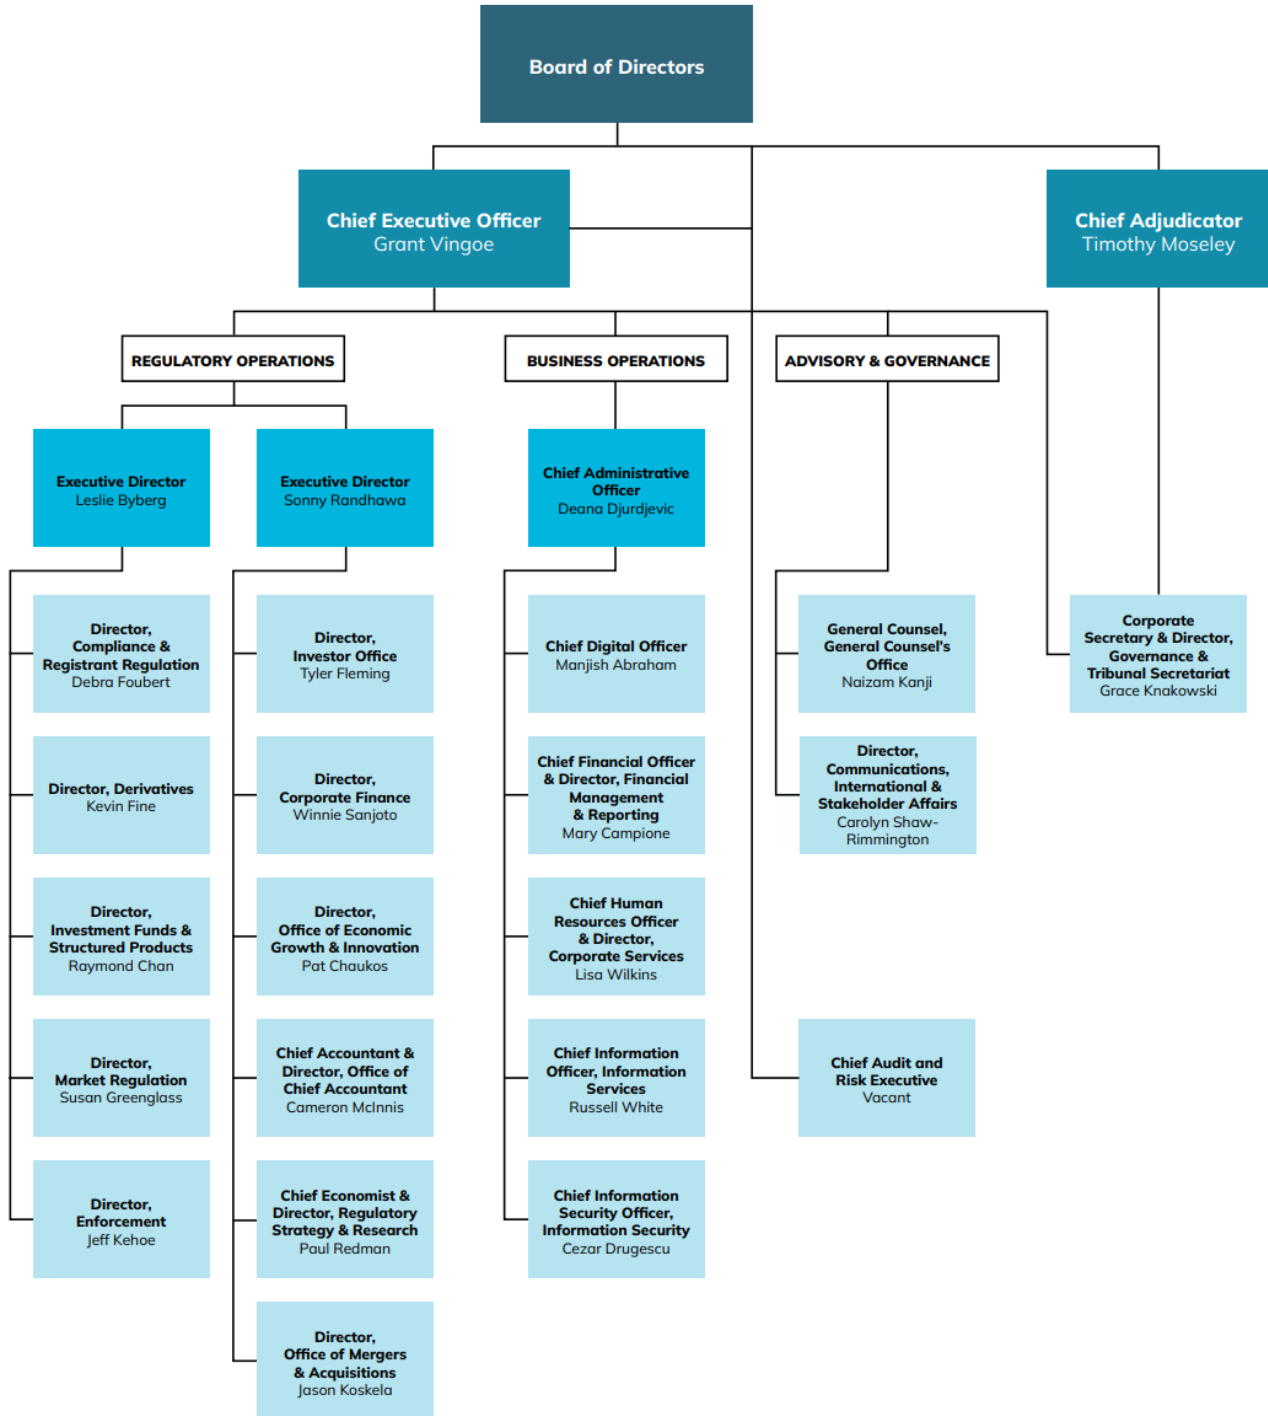 Board of Directors
Chief Executive Officer
Grant Vingoe
Chief Adjudicator
Timothy Moseley
REGULATORY OPERATIONS
BUSINESS OPERATIONS
ADVISORY & GOVERNANCE
Executive Director
Leslie Byberg
Executive Director
Sonny Randhawa
Chief Administrative
Officer
Deana Djurdjevic
Director,
Compliance &
Registrant Regulation
Debra Foubert
Director,
Investor Office
Tyler Fleming
Chief Digital Officer
Manjish Abraham
General Counsel,
General Counsel's
Office
Naizam Kanji
Corporate
Secretary & Director,
Governance &
Tribunal Secretariat
Grace Knakowski
Director, Derivatives
Kevin Fine
Director,
Corporate Finance
Winnie Sanjoto
Chief Financial Officer
& Director, Financial
Management
& Reporting
Mary Campione
Director,
Communications,
International &
Stakeholder Affairs
Carolyn Shaw-
Rimmington
Director,
Investment Funds &
Structured Products
Raymond Chan
Director,
Office of Economic
Growth & Innovation
Pat Chaukos
Chief Human
Resources Officer
& Director,
Corporate Services
Lisa Wilkins
Director,
Market Regulation
Susan Greenglass
Chief Accountant &
Director, Office of
Chief Accountant
Cameron McInnis
Chief Information
Officer, Information
Services
Russell White
Chief Audit and
Risk Executive
Vacant
Director,
Enforcement
Jeff Kehoe
Chief Economist &
Director, Regulatory
Strategy & Research
Paul Redman
Chief Information
Security Officer,
Information Security
Cezar Drugescu
Director,
Office of Mergers
& Acquisitions
Jason Koskela